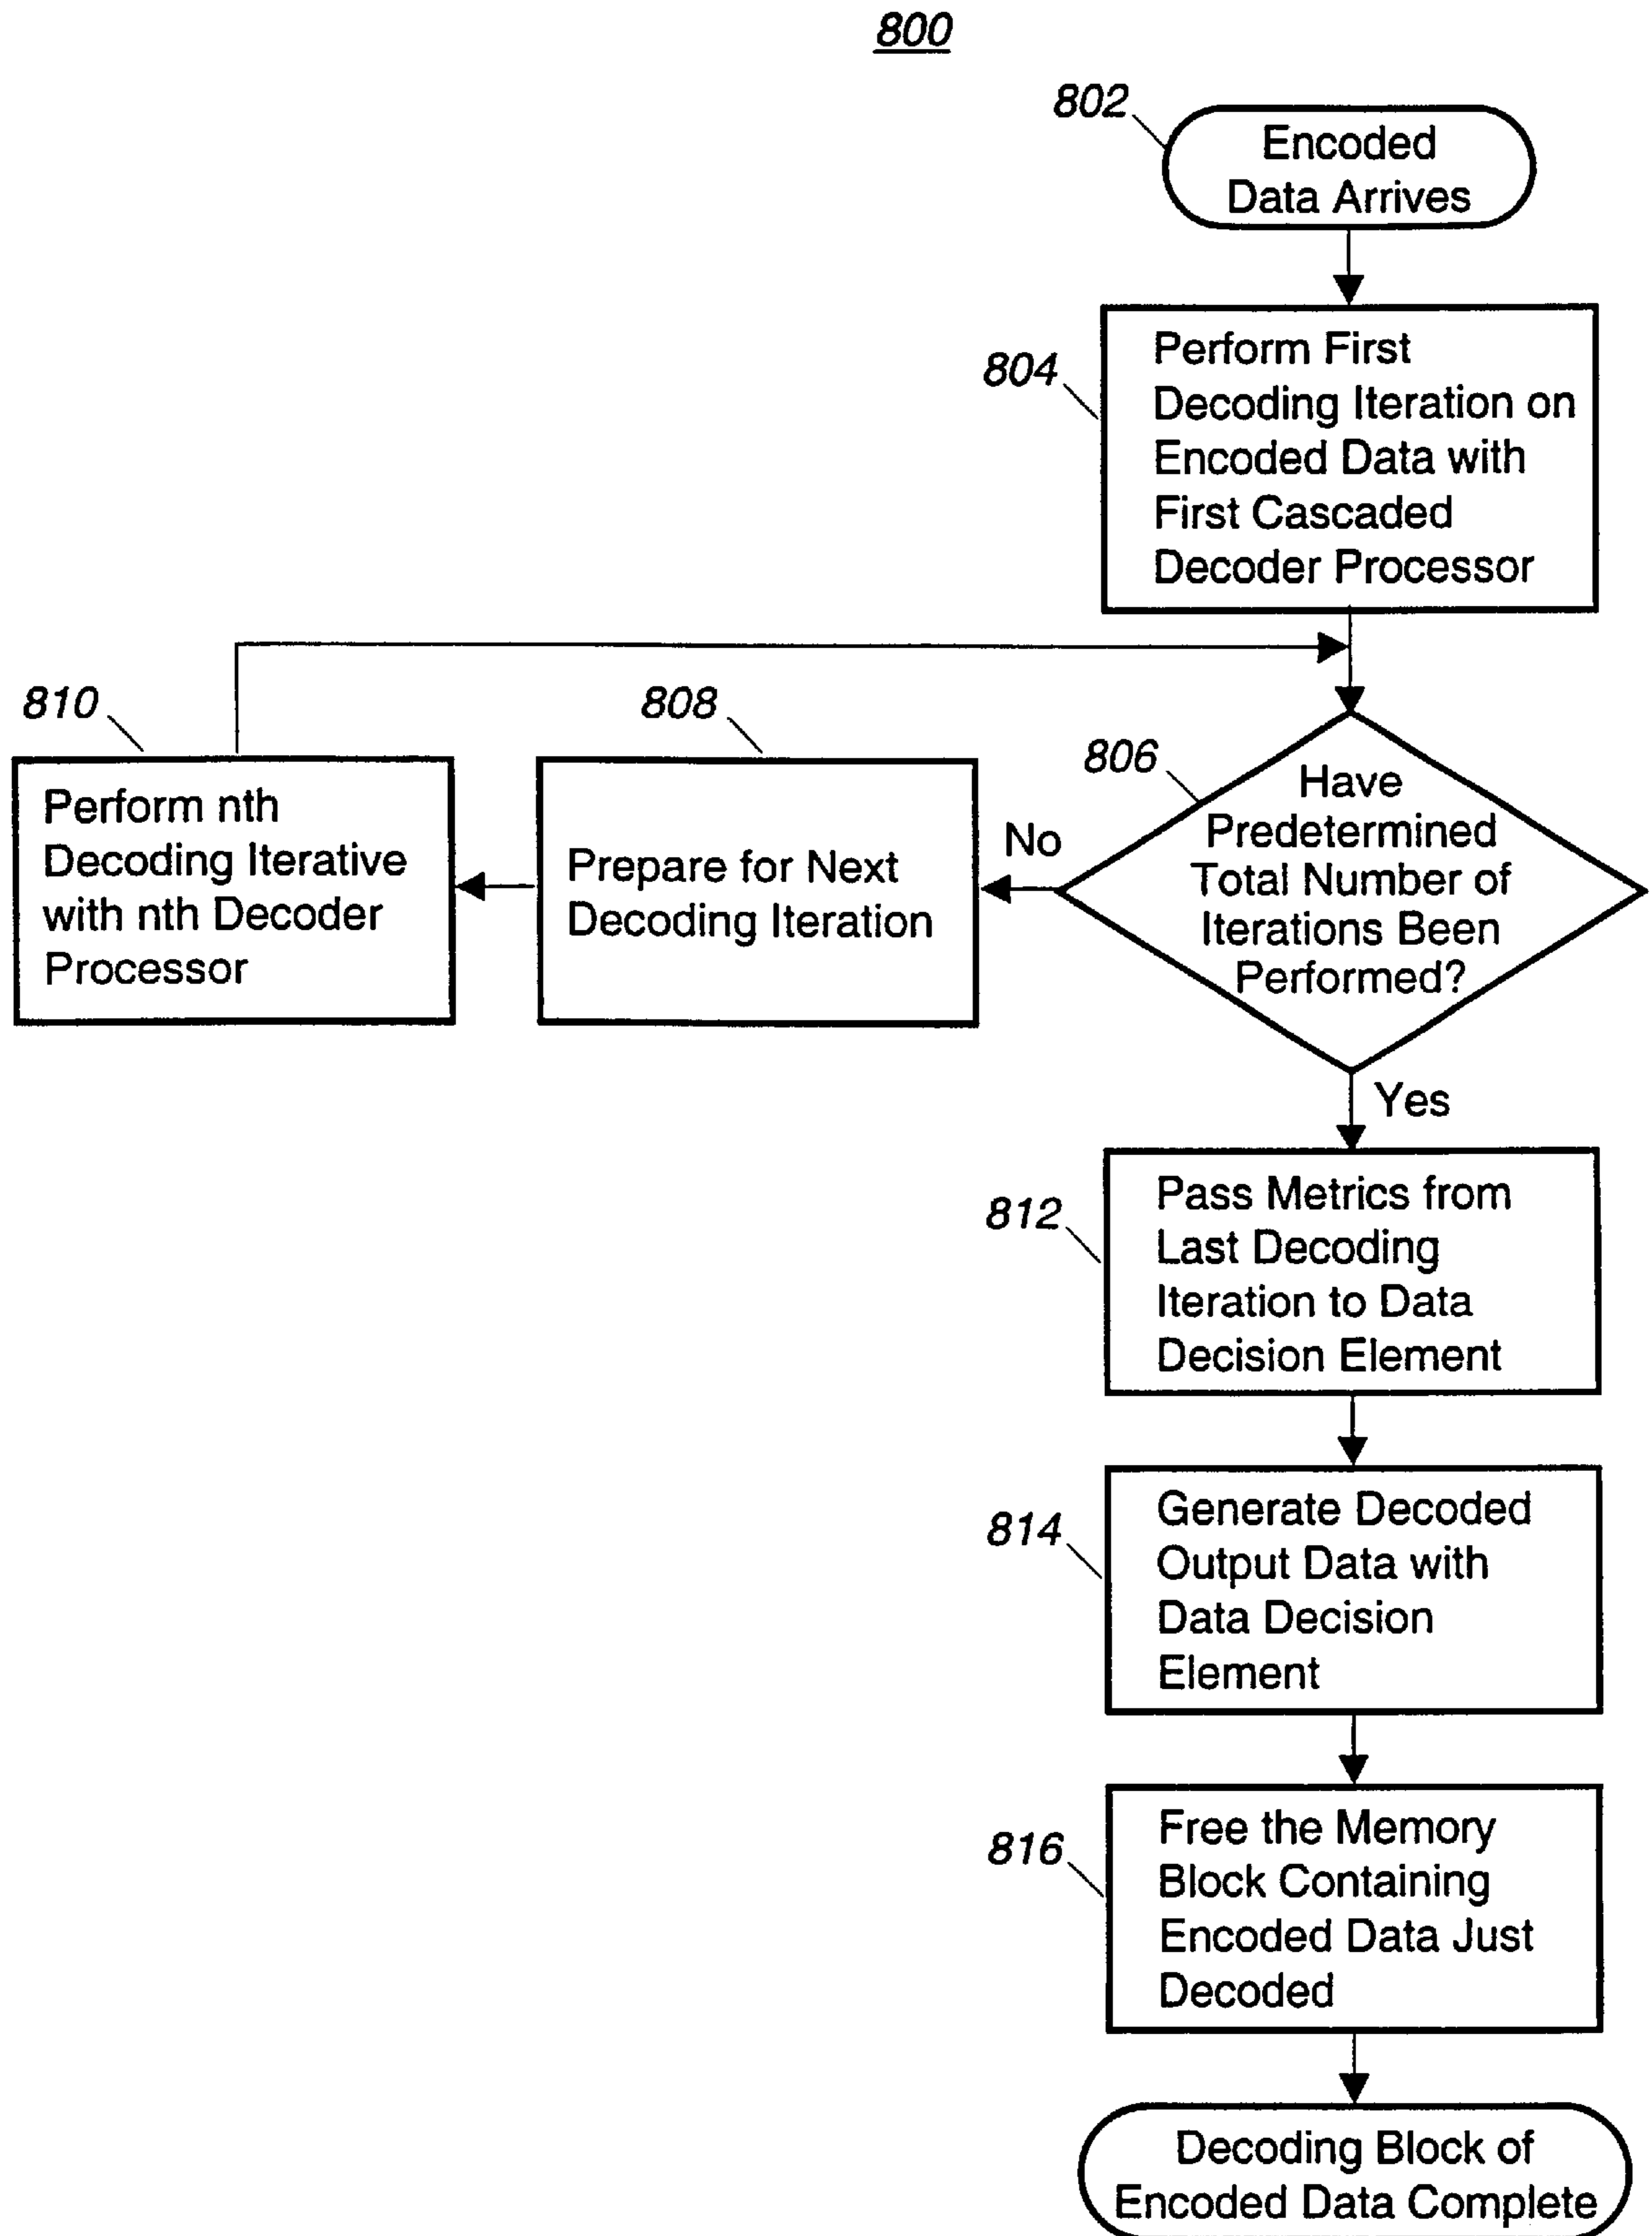 800
802
Encoded
Data Arrives
804
Perform First
Decoding Iteration on
Encoded Data with
First Cascaded
Decoder Processor
810
Perform nth
Decoding Iterative
with nth Decoder
Processor
808
Prepare for Next
Decoding Iteration
No
806
Have
Predetermined
Total Number of
Iterations Been
Performed?
Yes
812
Pass Metrics from
Last Decoding
Iteration to Data
Decision Element
814
Generate Decoded
Output Data with
Data Decision
Element
816
Free the Memory
Block Containing
Encoded Data Just
Decoded
Decoding Block of
Encoded Data Complete